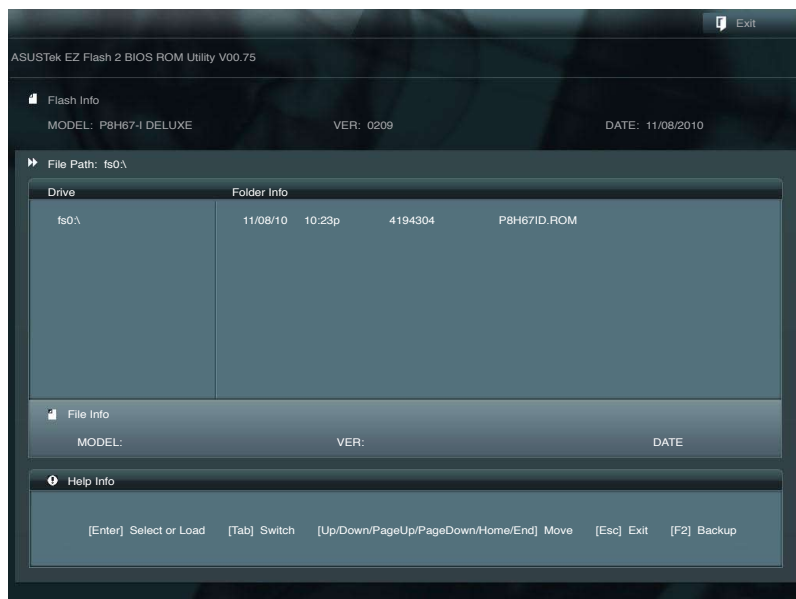 Exit
ASUSTek EZ Flash 2 BIOS ROM Utility V00.75
Flash Info
MODEL: P8H67-I DELUXE VER: 0209 DATE: 11/08/2010
File Path: fs0:\
Drive Folder Info
fs0:\ 11/08/10 10:23p 4194304 P8H67ID.ROM
File Info
MODEL: VER: DATE
Help Info
[Enter] Select or Load [Tab] Switch [Up/Down/PageUp/PageDown/Home/End] Move [Esc] Exit [F2] Backup